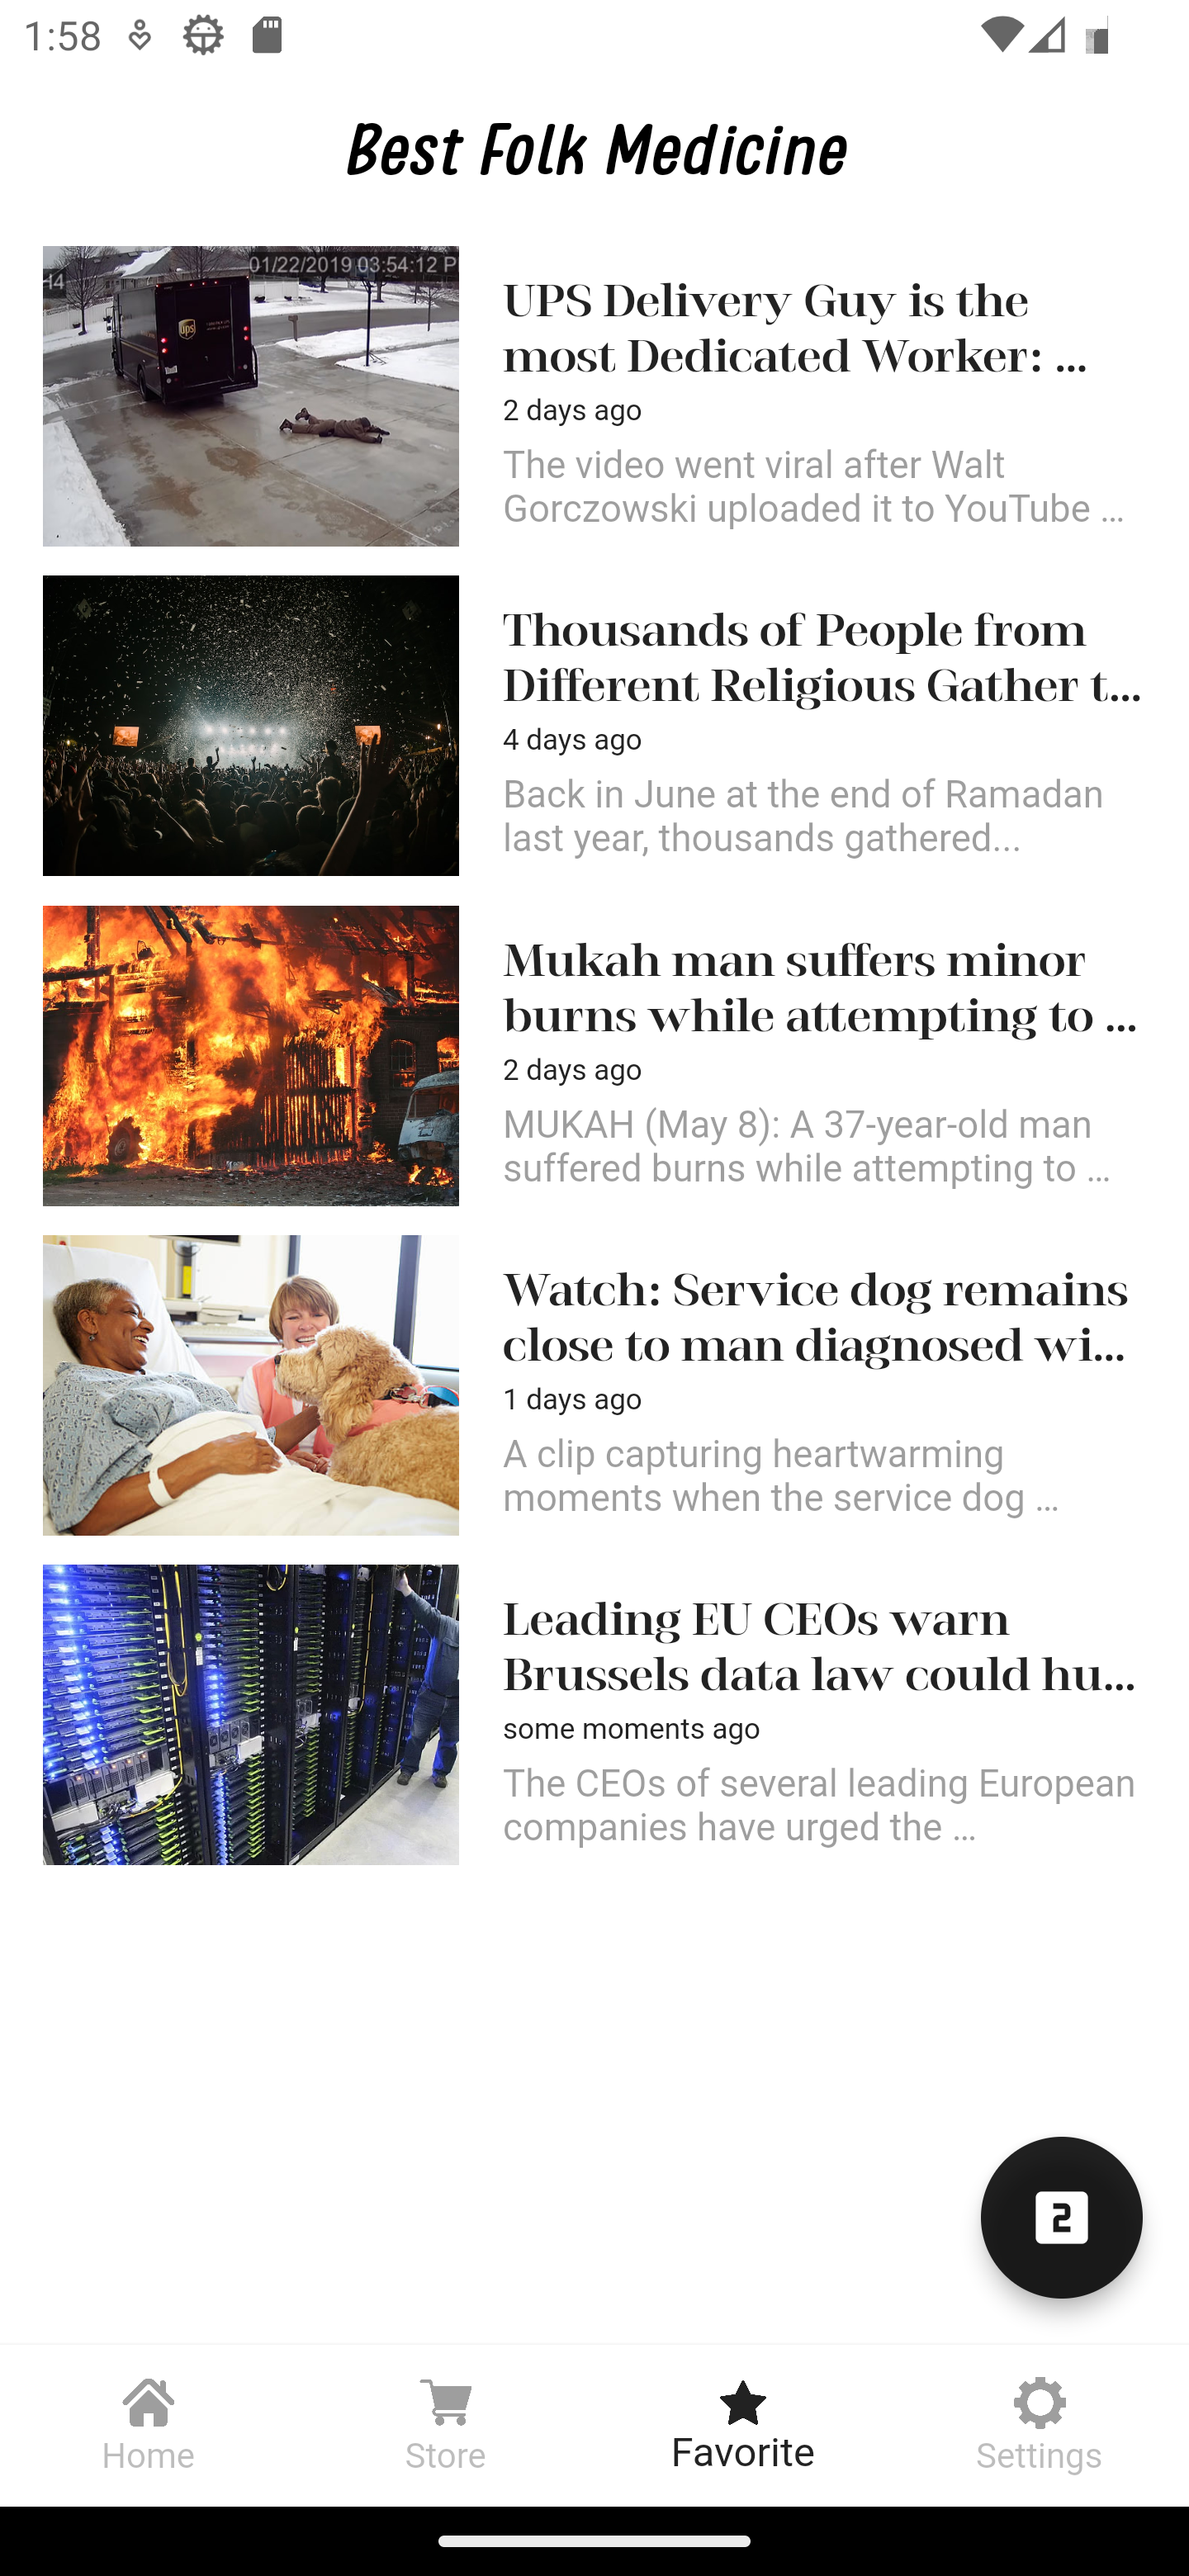 1:58
Best Folk Medicine
01/22/2019 03:54:12 P
H4
ups
UPS Delivery Guy is the
most Dedicated Worker: ...
2 days ago
The video went viral after Walt
Gorczowski uploaded it to YouTube ...
Thousands of People from
Different Religious Gather t...
4 days ago
Back in June at the end of Ramadan
last year, thousands gathered...
Mukah man suffers minor
burns while attempting to ...
2 days ago
MUKAH (May 8): A 37-year-old man
suffered burns while attempting to ...
Watch: Service dog remains
close to man diagnosed wi...
1 days ago
A clip capturing heartwarming
moments when the service dog ...
Leading EU CEOs warn
Brussels data law could hu...
some moments ago
The CEOs of several leading European
companies have urged the ...
2
Home
Store
Favorite
Settings